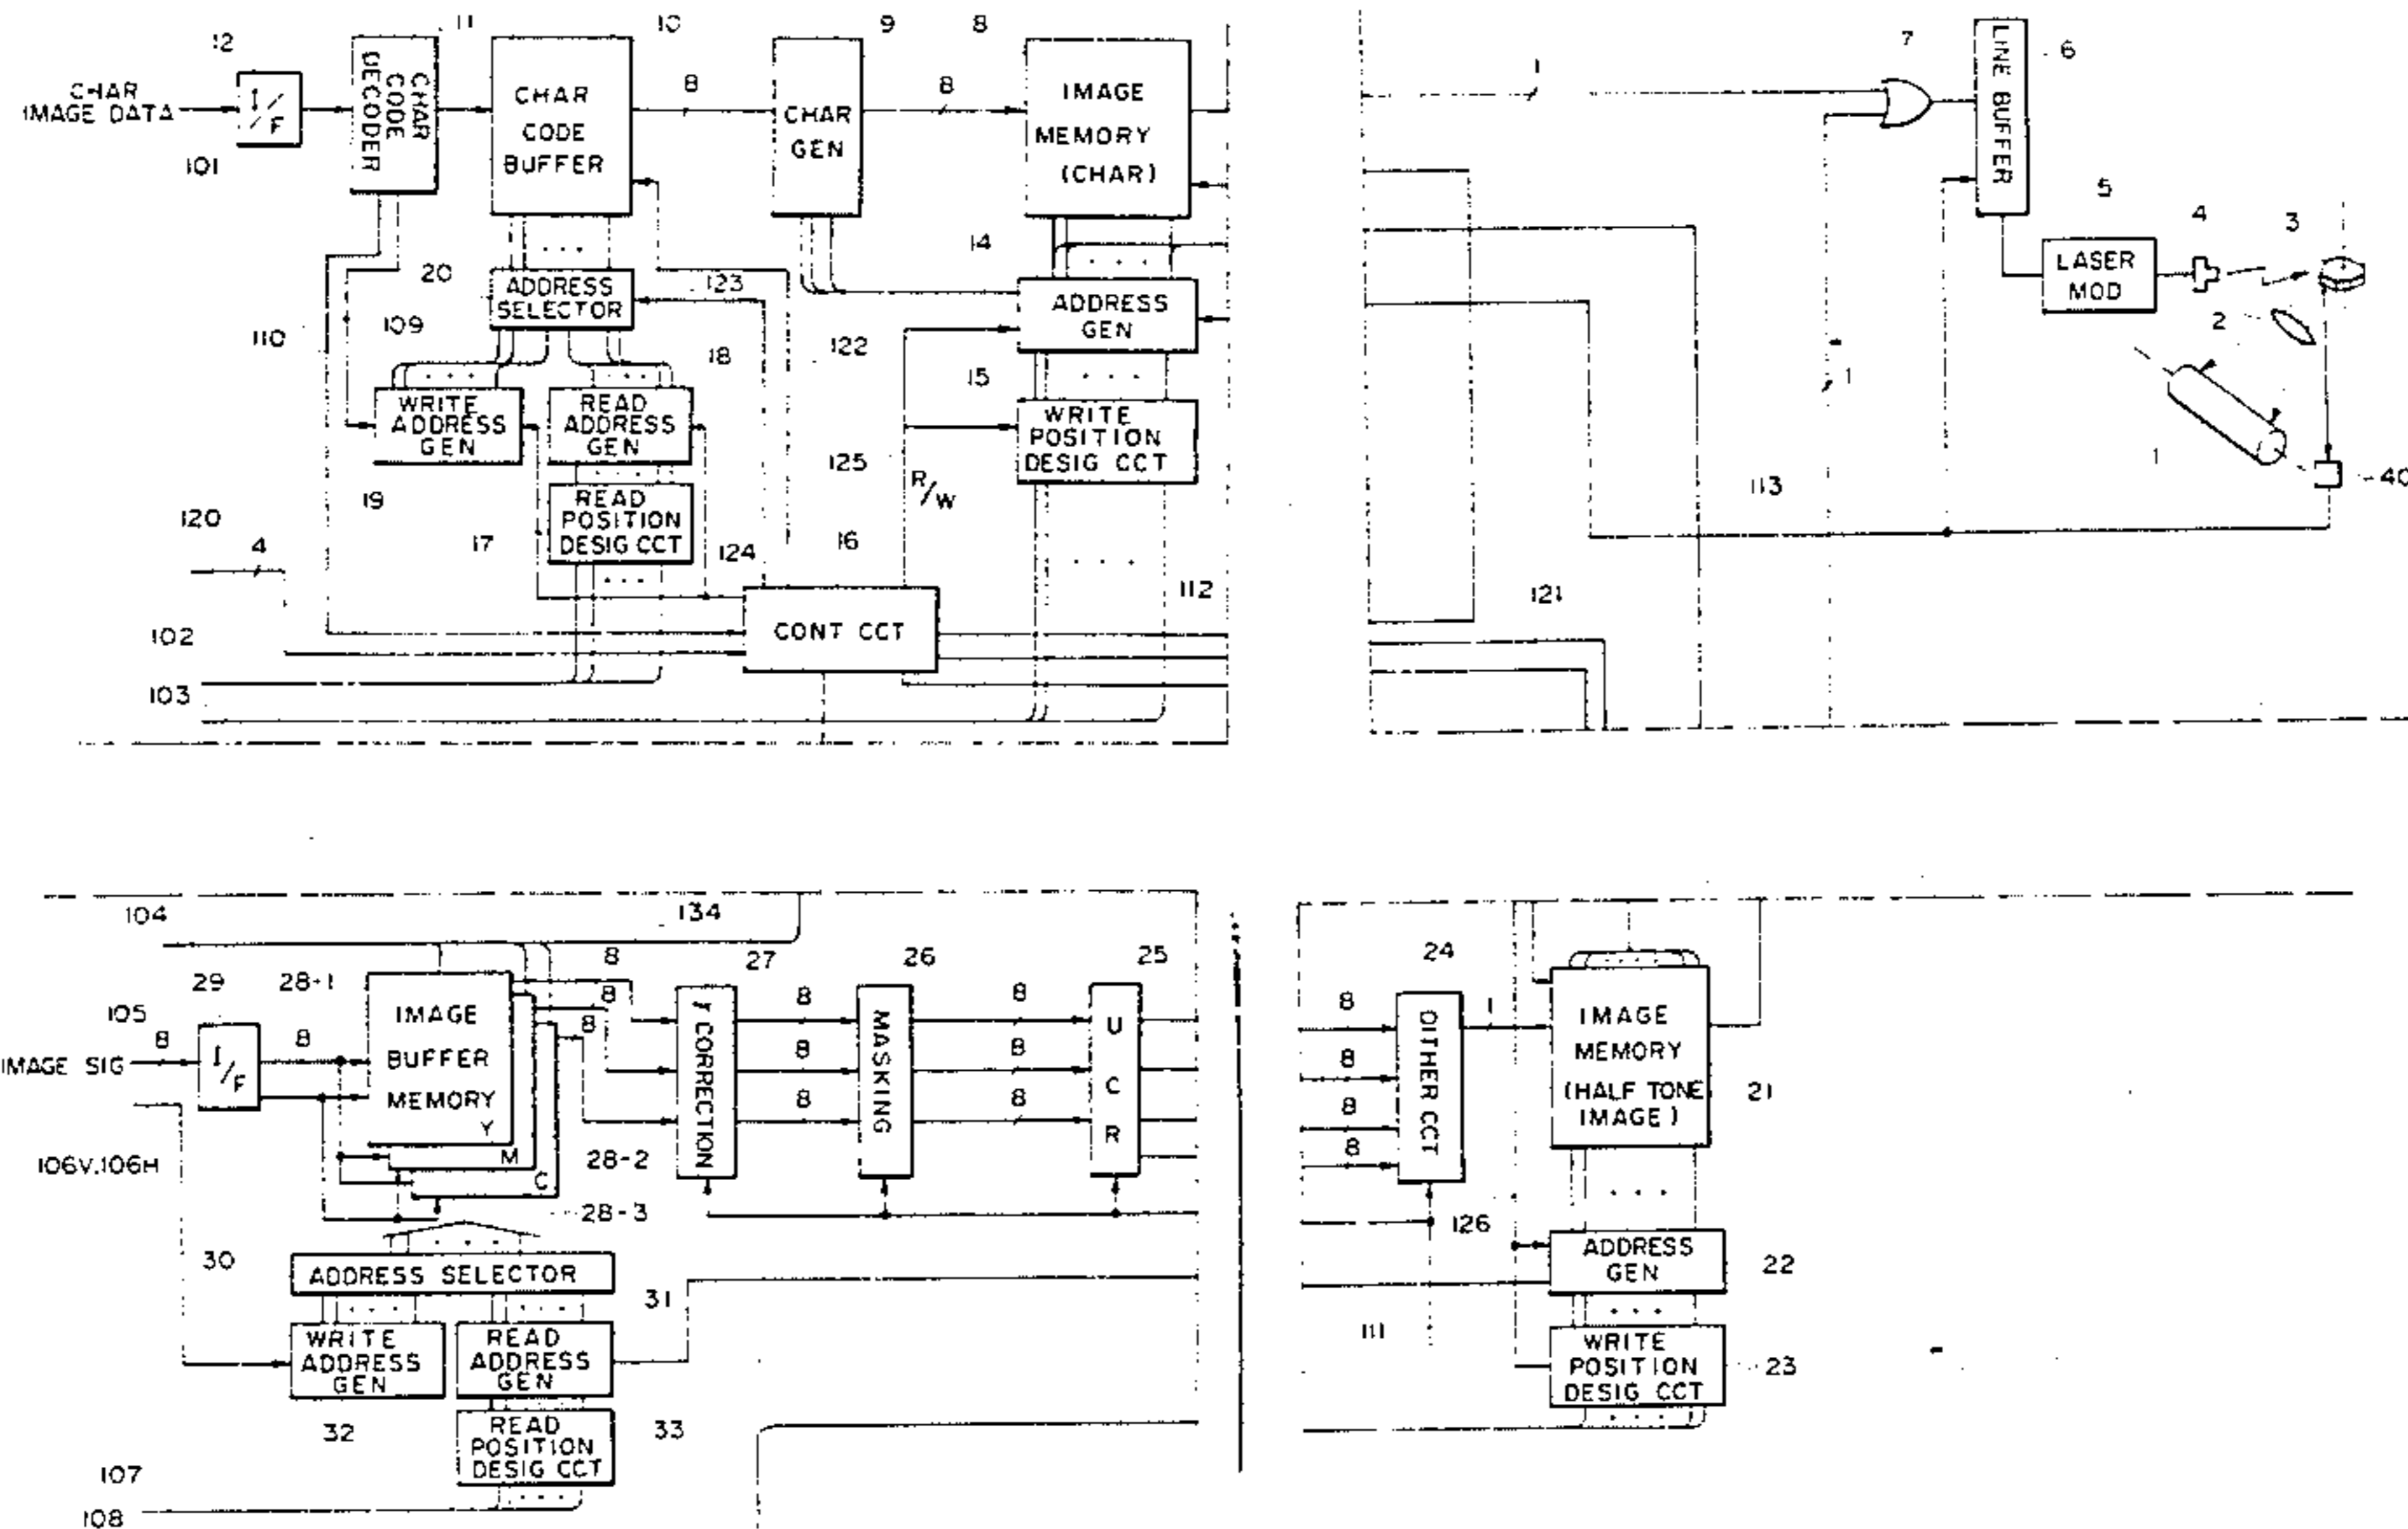 12
11
10
9
8
CHAR
IMAGE DATA
I/F
101
CHAR
CODE
DECODER
CHAR
CODE
BUFFER
8
CHAR
GEN
8
IMAGE
MEMORY
(CHAR)
20
ADDRESS
SELECTOR
123
14
ADDRESS
GEN
110
109
18
122
15
WRITE
ADDRESS
GEN
READ
ADDRESS
GEN
WRITE
POSITION
DESIG CCT
125
R/W
19
READ
POSITION
DESIG CCT
120
4
17
124
16
112
102
CONT CCT
103
1
7
LINE BUFFER
6
5
4
3
LASER
MOD
2
1
1
40
113
121
104
134
105
29
28-1
8
27
26
25
8
8
8
8
8
IMAGE SIG
8
I/F
8
IMAGE
BUFFER
MEMORY
Y
M
C
γ CORRECTION
8
8
MASKING
8
8
U
C
R
106V,106H
28-2
28-3
30
ADDRESS SELECTOR
31
WRITE
ADDRESS
GEN
READ
ADDRESS
GEN
32
READ
POSITION
DESIG CCT
33
107
108
24
8
8
8
8
DITHER CCT
1
IMAGE
MEMORY
(HALF TONE
IMAGE)
21
126
ADDRESS
GEN
22
111
WRITE
POSITION
DESIG CCT
23